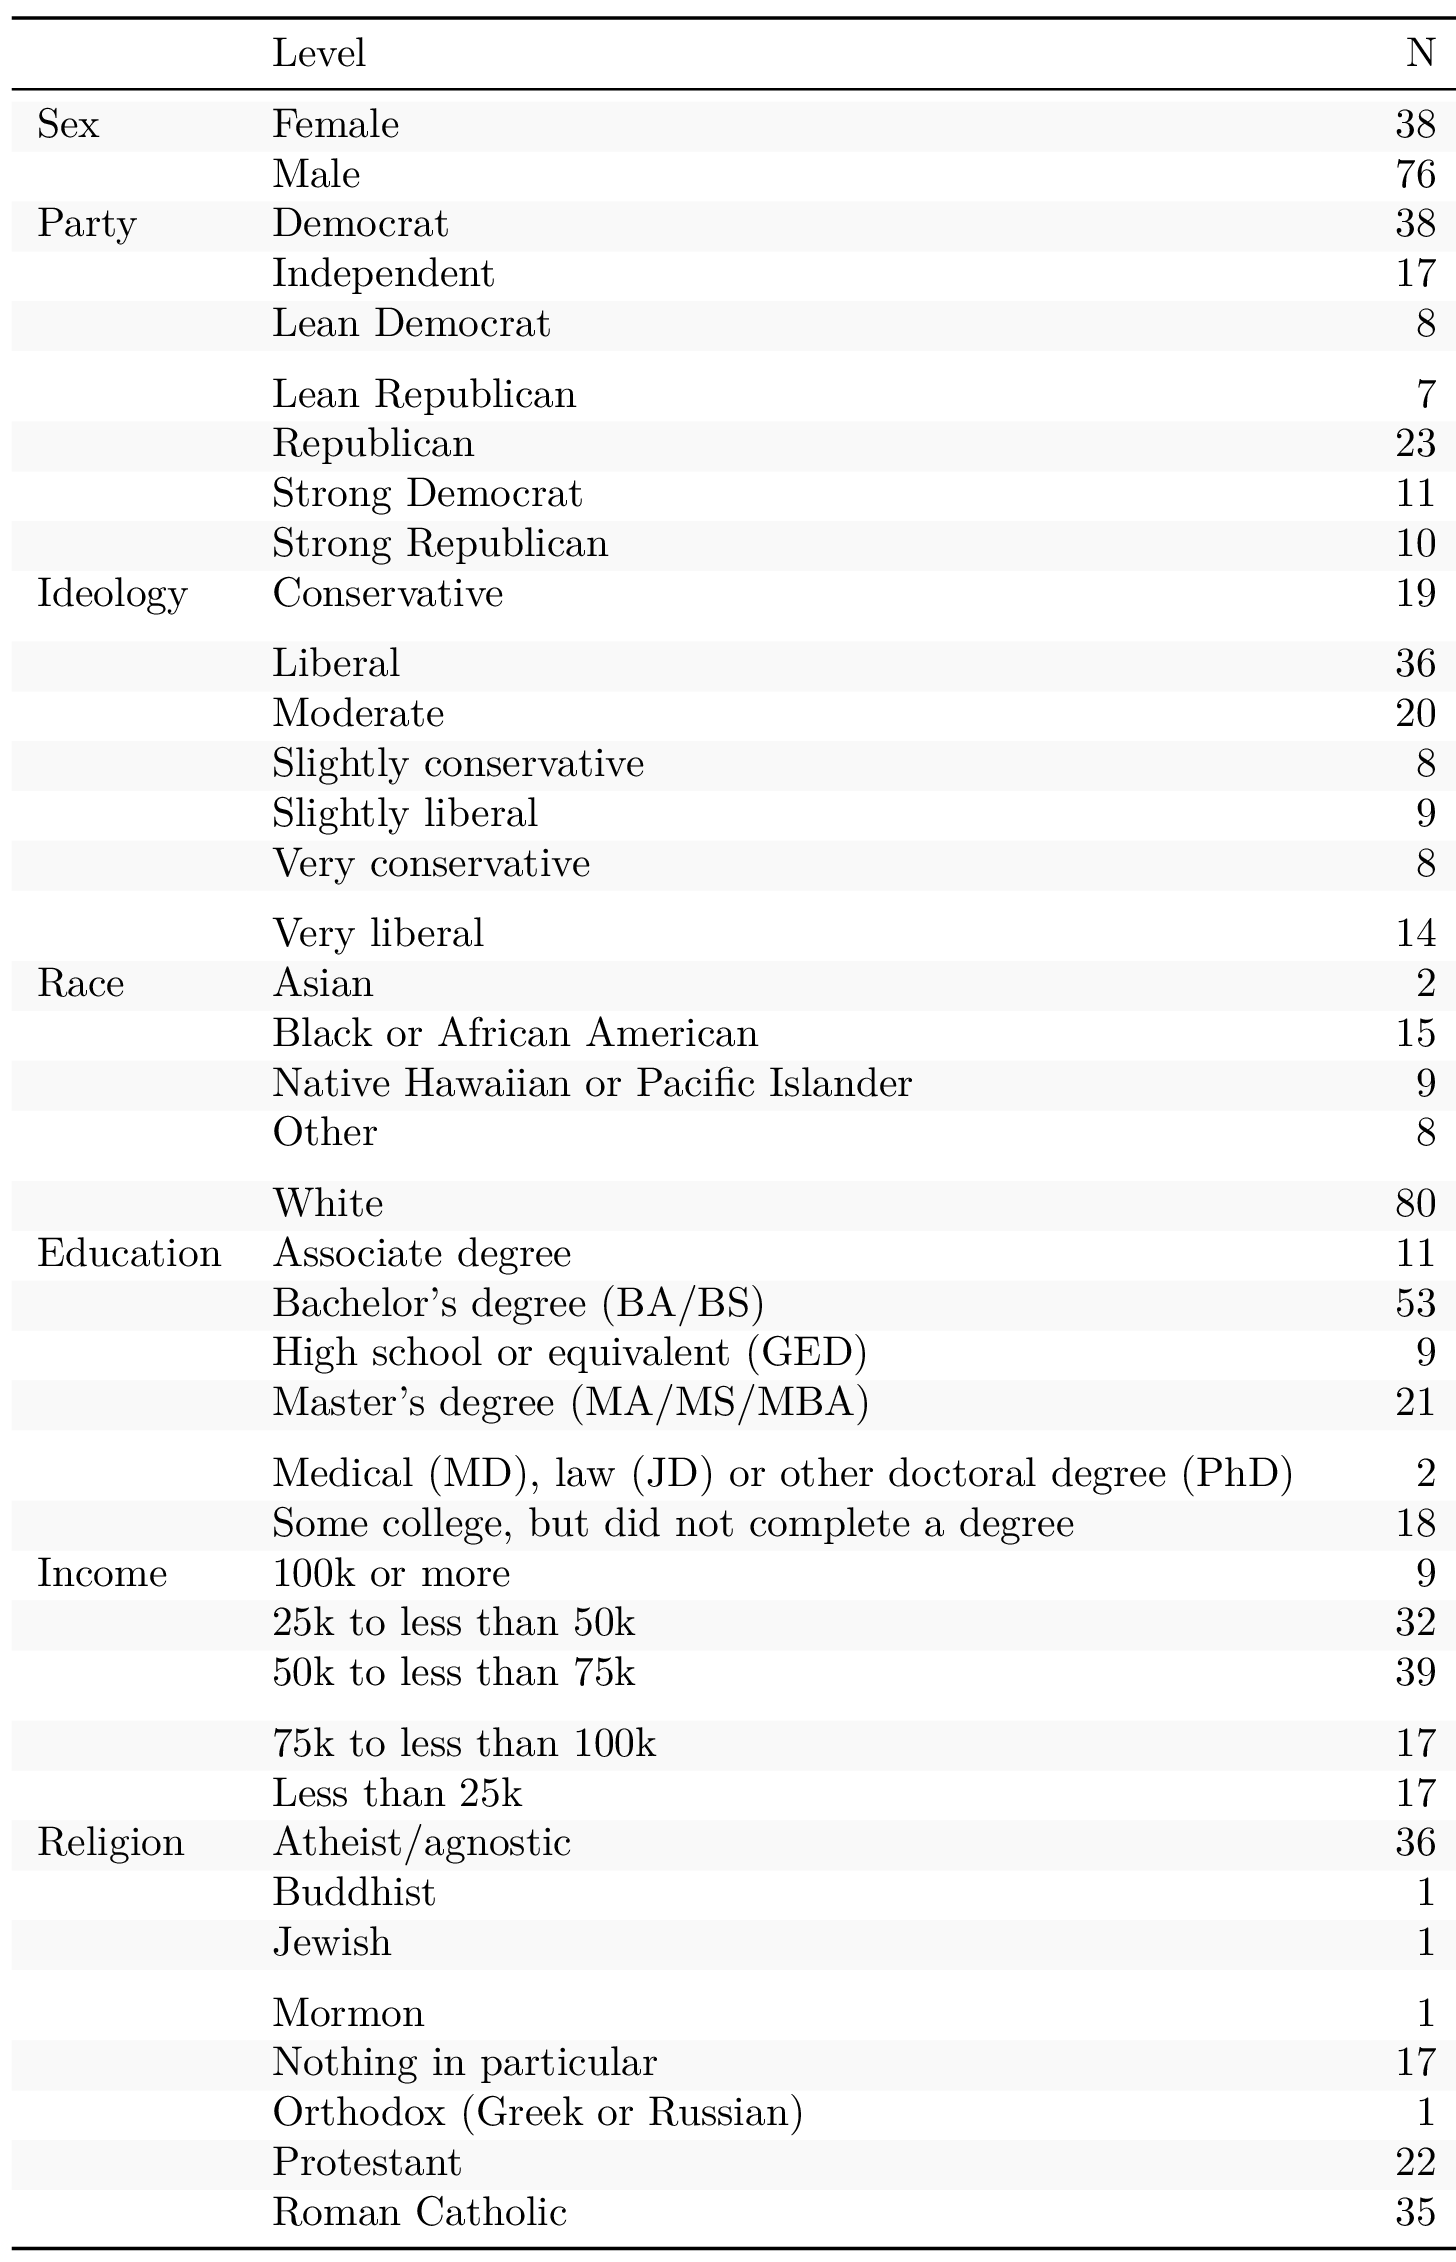 Level N
Sex Female 38
Male 76
Party Democrat 38
Independent 17
Lean Democrat 8
Lean Republican 7
Republican 23
Strong Democrat 11
Strong Republican 10
Ideology Conservative 19
Liberal 36
Moderate 20
Slightly conservative 8
Slightly liberal 9
Very conservative 8
Very liberal 14
Race Asian 2
Black or African American 15
Native Hawaiian or Pacific Islander 9
Other 8
White 80
Education Associate degree 11
Bachelor’s degree (BA/BS) 53
High school or equivalent (GED) 9
Master’s degree (MA/MS/MBA) 21
Medical (MD), law (JD) or other doctoral degree (PhD) 2
Some college, but did not complete a degree 18
Income 100k or more 9
25k to less than 50k 32
50k to less than 75k 39
75k to less than 100k 17
Less than 25k 17
Religion Atheist/agnostic 36
Buddhist 1
Jewish 1
Mormon 1
Nothing in particular 17
Orthodox (Greek or Russian) 1
Protestant 22
Roman Catholic 35